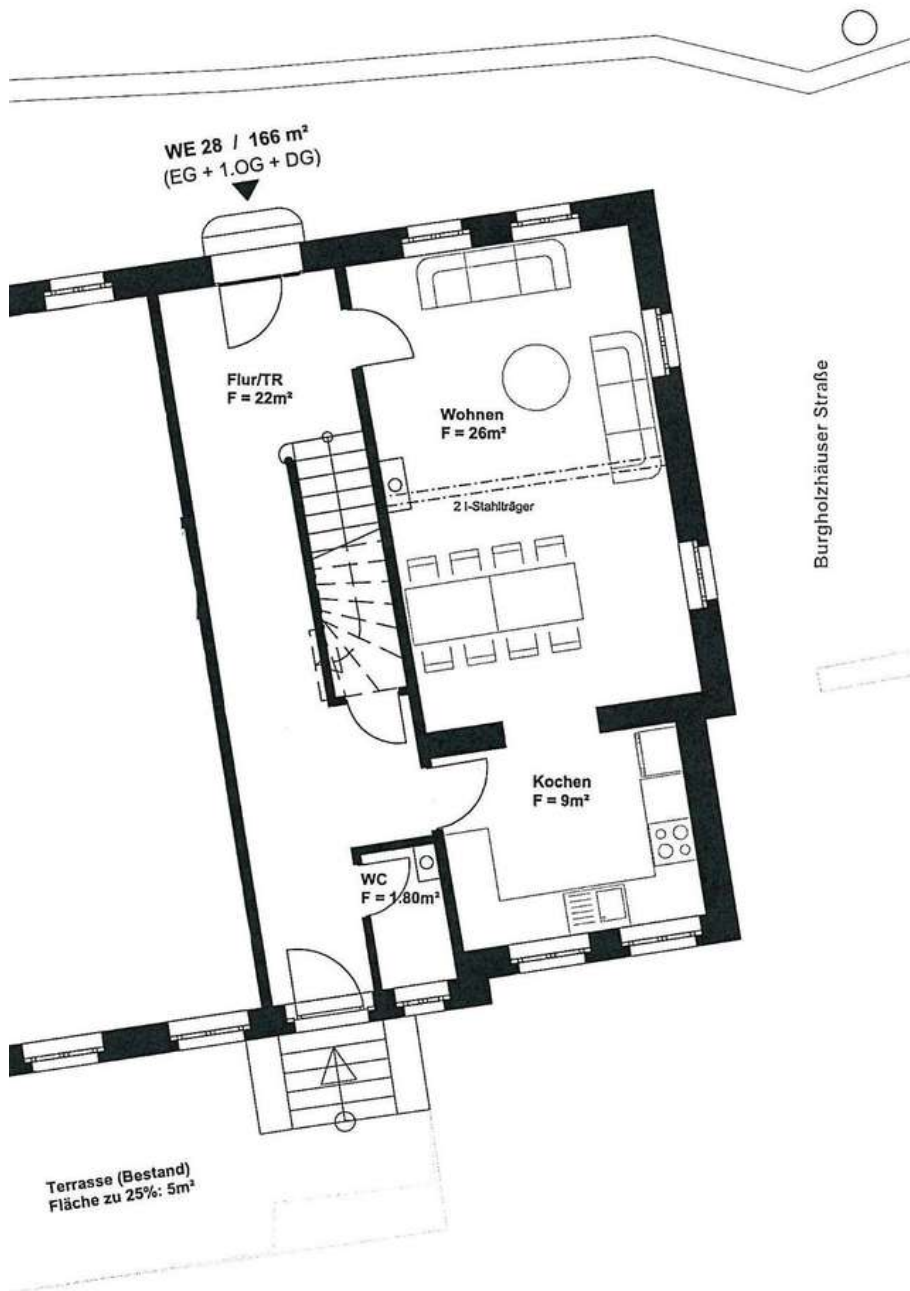 WE 28 / 166 m²
(EG + 1.OG + DG)
Flur/TR
F = 22m²
Wohnen
F = 26m²
2 I-Stahlträger
Burgholzhäuser Straße
Kochen
F = 9m²
WC
F = 1.80m²
Terrasse (Bestand)
Fläche zu 25%: 5m²